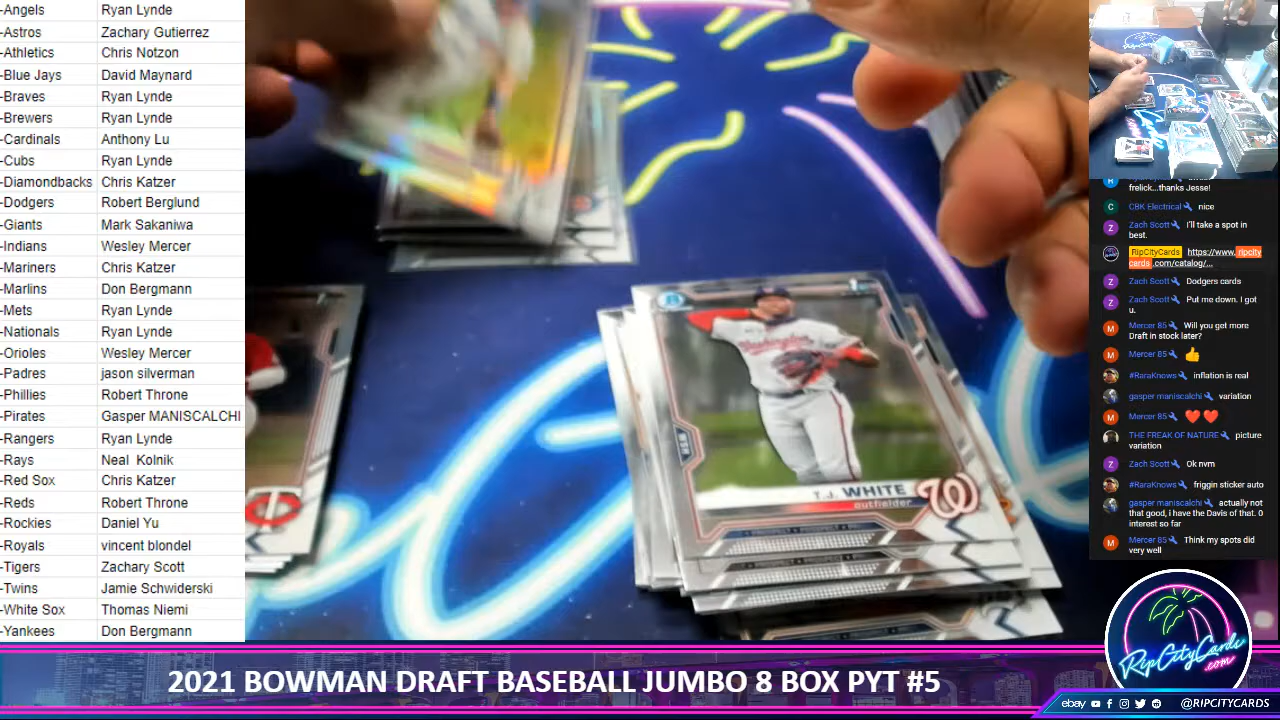 -Angels Ryan Lynde
-Astros Zachary Gutierrez
-Athletics Chris Notzon
-Blue Jays David Maynard
-Braves Ryan Lynde
-Brewers Ryan Lynde
-Cardinals Anthony Lu
-Cubs Ryan Lynde
-Diamondbacks Chris Katzer
-Dodgers Robert Berglund
-Giants Mark Sakaniwa
-Indians Wesley Mercer
-Mariners Chris Katzer
-Marlins Don Bergmann
-Mets Ryan Lynde
-Nationals Ryan Lynde
-Orioles Wesley Mercer
-Padres jason silverman
-Phillies Robert Throne
-Pirates Gasper MANISCALCHI
-Rangers Ryan Lynde
-Rays Neal Kolnik
-Red Sox Chris Katzer
-Reds Robert Throne
-Rockies Daniel Yu
-Royals vincent blondel
-Tigers Zachary Scott
-Twins Jamie Schwiderski
-White Sox Thomas Niemi
-Yankees Don Bergmann
1st
Washington
T.J. WHITE
outfielder
W
frelick...thanks Jesse!
CBK Electrical nice
Zach Scott I'll take a spot in
best.
RipCityCards https://www.ripcity
cards.com/catalog/...
Zach Scott Dodgers cards
Zach Scott Put me down. I got
u.
Mercer 85 Will you get more
Draft in stock later?
Mercer 85 👍
#RaraKnows inflation is real
gasper maniscalchi variation
Mercer 85 ❤️❤️
THE FREAK OF NATURE picture
variation
Zach Scott Ok nvm
#RaraKnows friggin sticker auto
gasper maniscalchi actually not
that good, i have the Davis of that. 0
interest so far
Mercer 85 Think my spots did
very well
RipCityCards
.com
2021 BOWMAN DRAFT BASEBALL JUMBO 8 BOX PYT #5
ebay @RIPCITYCARDS